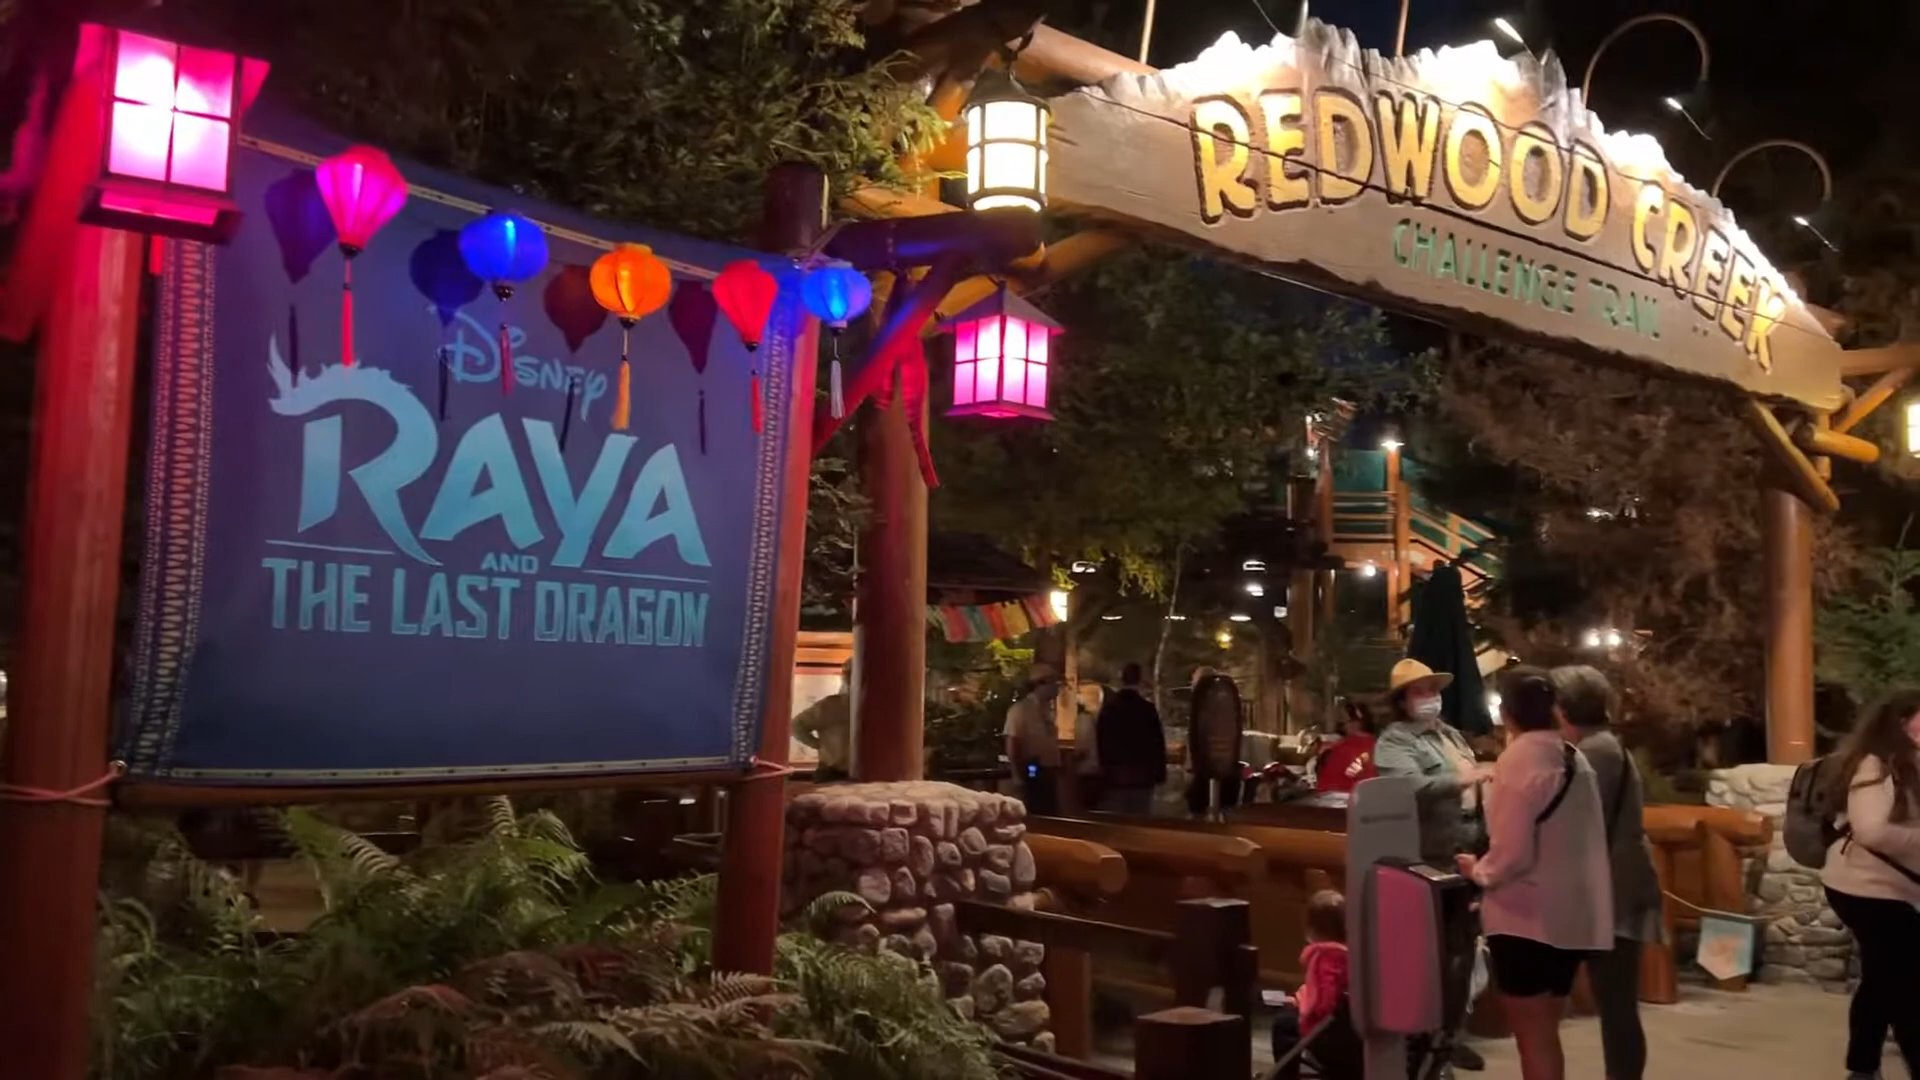 DISNEY
RAYA
AND
THE LAST DRAGON
REDWOOD CREEK
CHALLENGE TRAIL